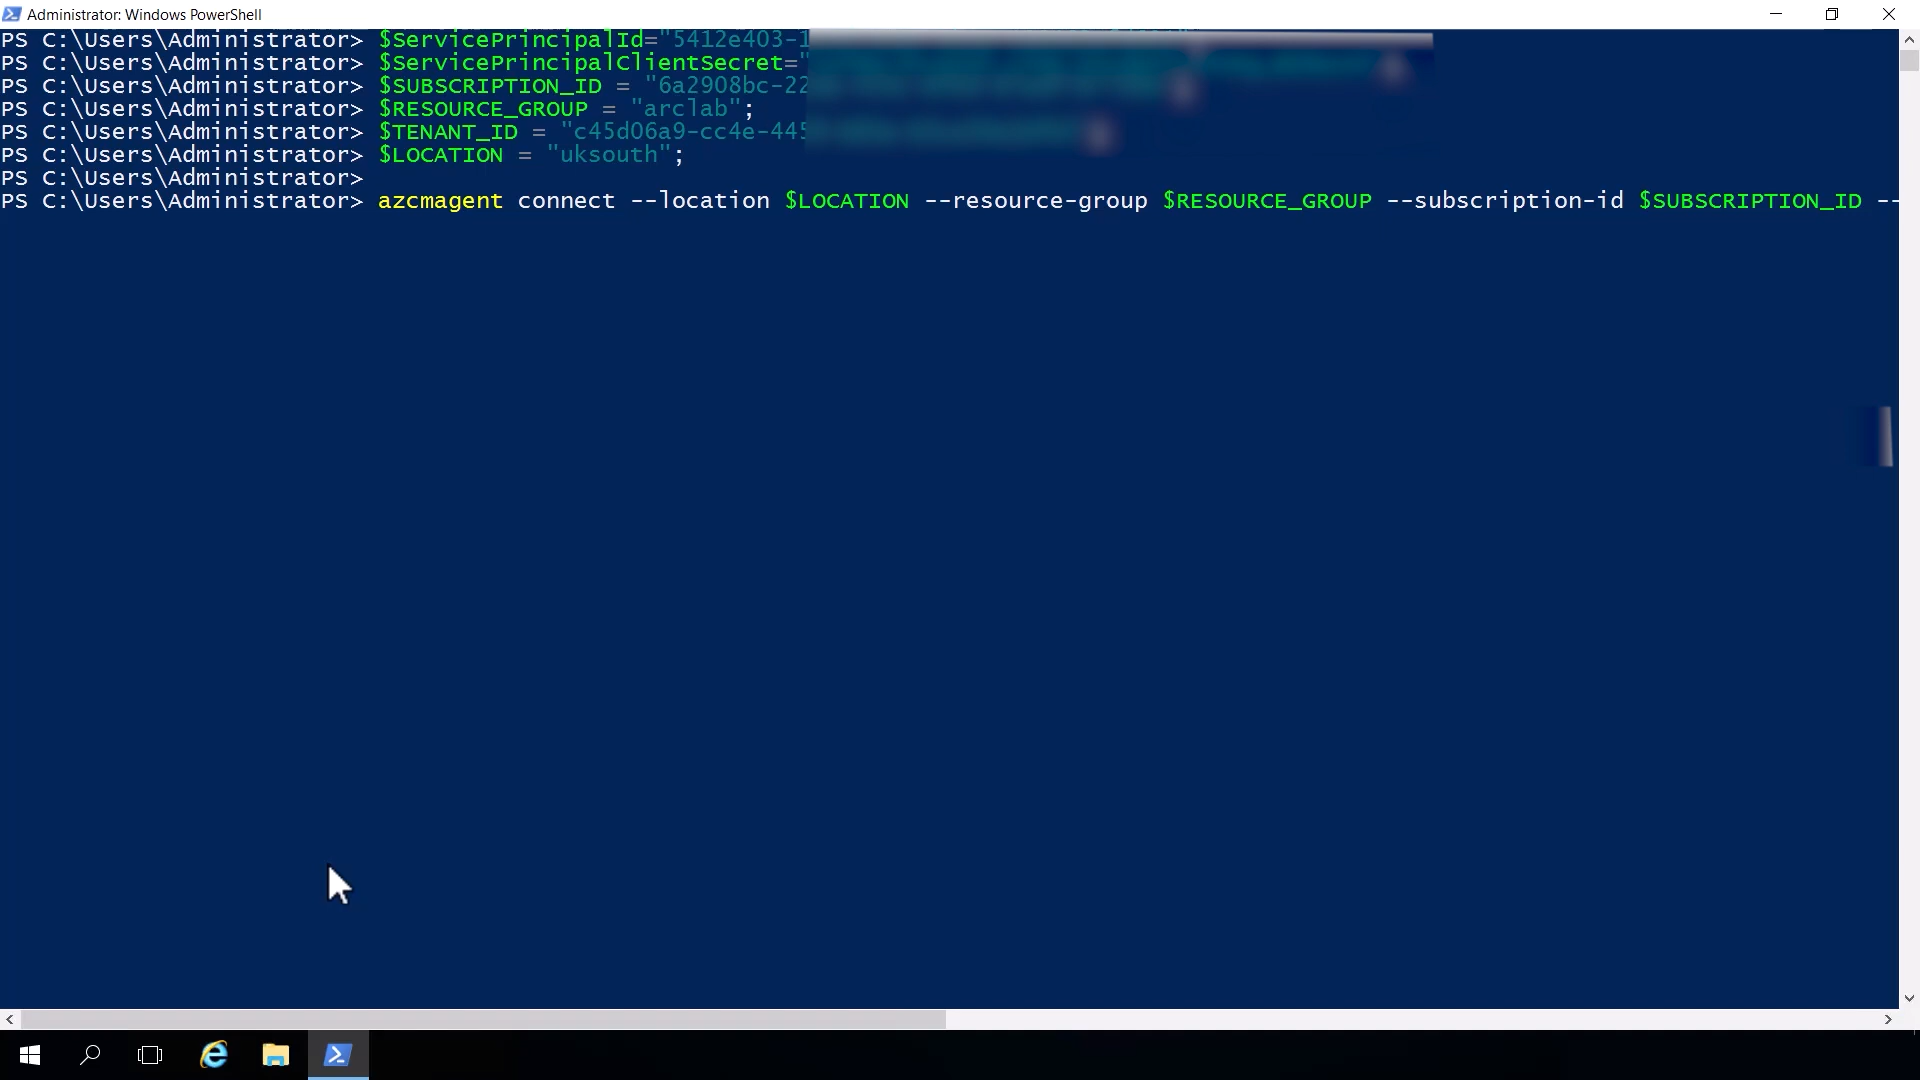 Administrator: Windows PowerShell
PS C:\Users\Administrator> $ServicePrincipalId="5412e403-1
PS C:\Users\Administrator> $ServicePrincipalClientSecret="
PS C:\Users\Administrator> $SUBSCRIPTION_ID = "6a2908bc-22
PS C:\Users\Administrator> $RESOURCE_GROUP = "arclab";
PS C:\Users\Administrator> $TENANT_ID = "c45d06a9-cc4e-445
PS C:\Users\Administrator> $LOCATION = "uksouth";
PS C:\Users\Administrator>
PS C:\Users\Administrator> azcmagent connect --location $LOCATION --resource-group $RESOURCE_GROUP --subscription-id $SUBSCRIPTION_ID --